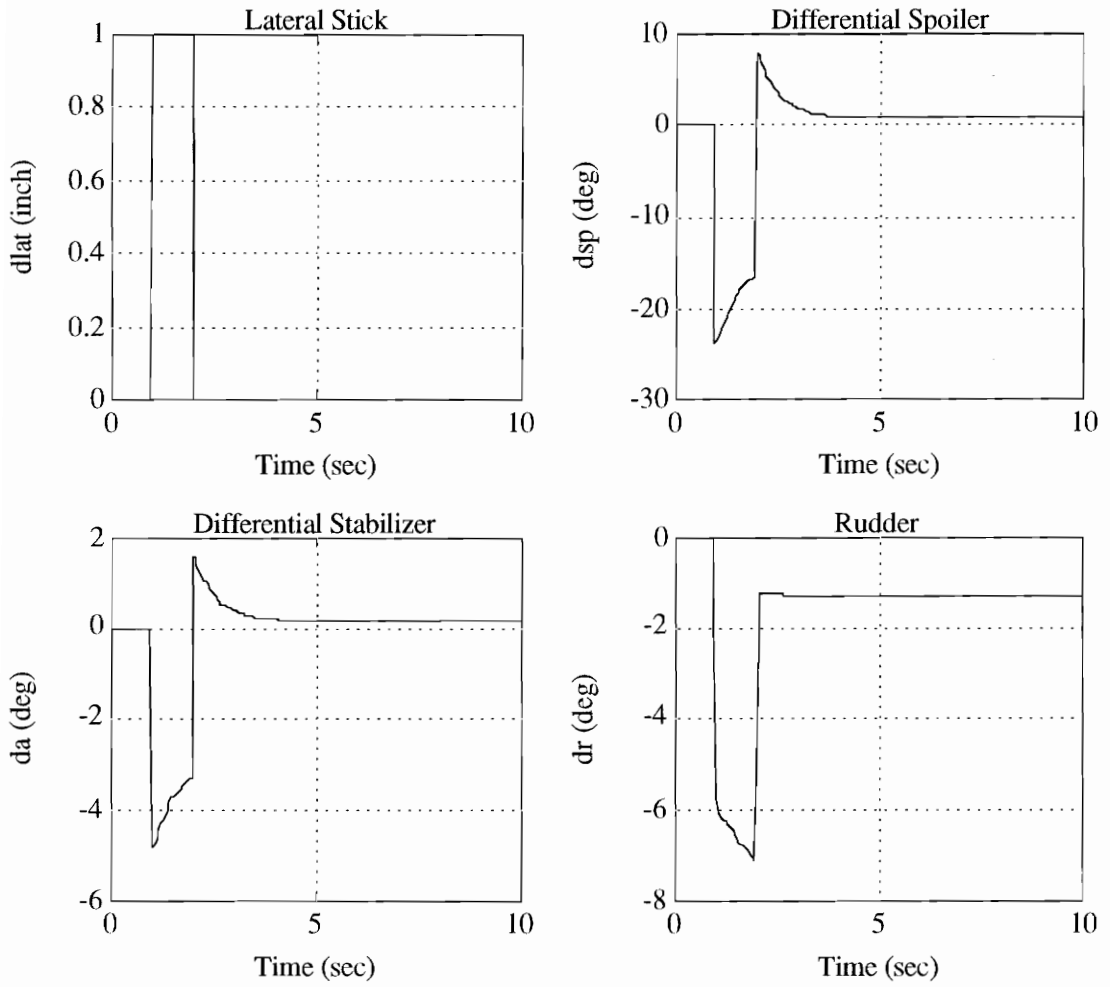 Lateral Stick
1
0.8
0.6
0.4
0.2
0
dlat (inch)
0 5 10
Time (sec)
Differential Spoiler
10
0
-10
-20
-30
dsp (deg)
0 5 10
Time (sec)
Differential Stabilizer
2
0
-2
-4
-6
da (deg)
0 5 10
Time (sec)
Rudder
0
-2
-4
-6
-8
dr (deg)
0 5 10
Time (sec)